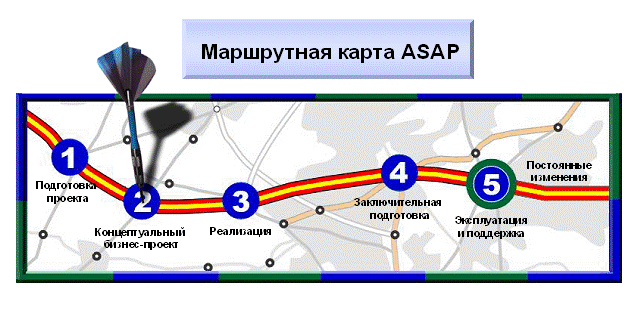 Маршрутная карта ASAP
1
Подготовка
проекта
2
Концептуальный
бизнес-проект
3
Реализация
4
Заключительная
подготовка
5
Эксплуатация
и поддержка
Постоянные
изменения